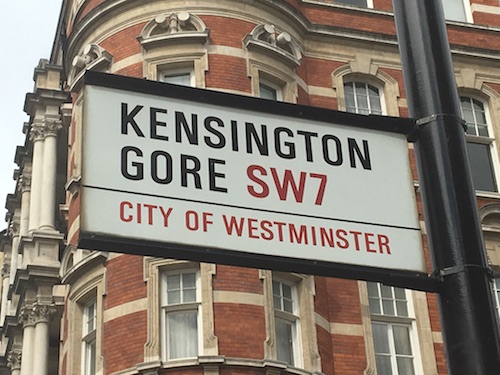 KENSINGTON
GORE SW7
CITY OF WESTMINSTER